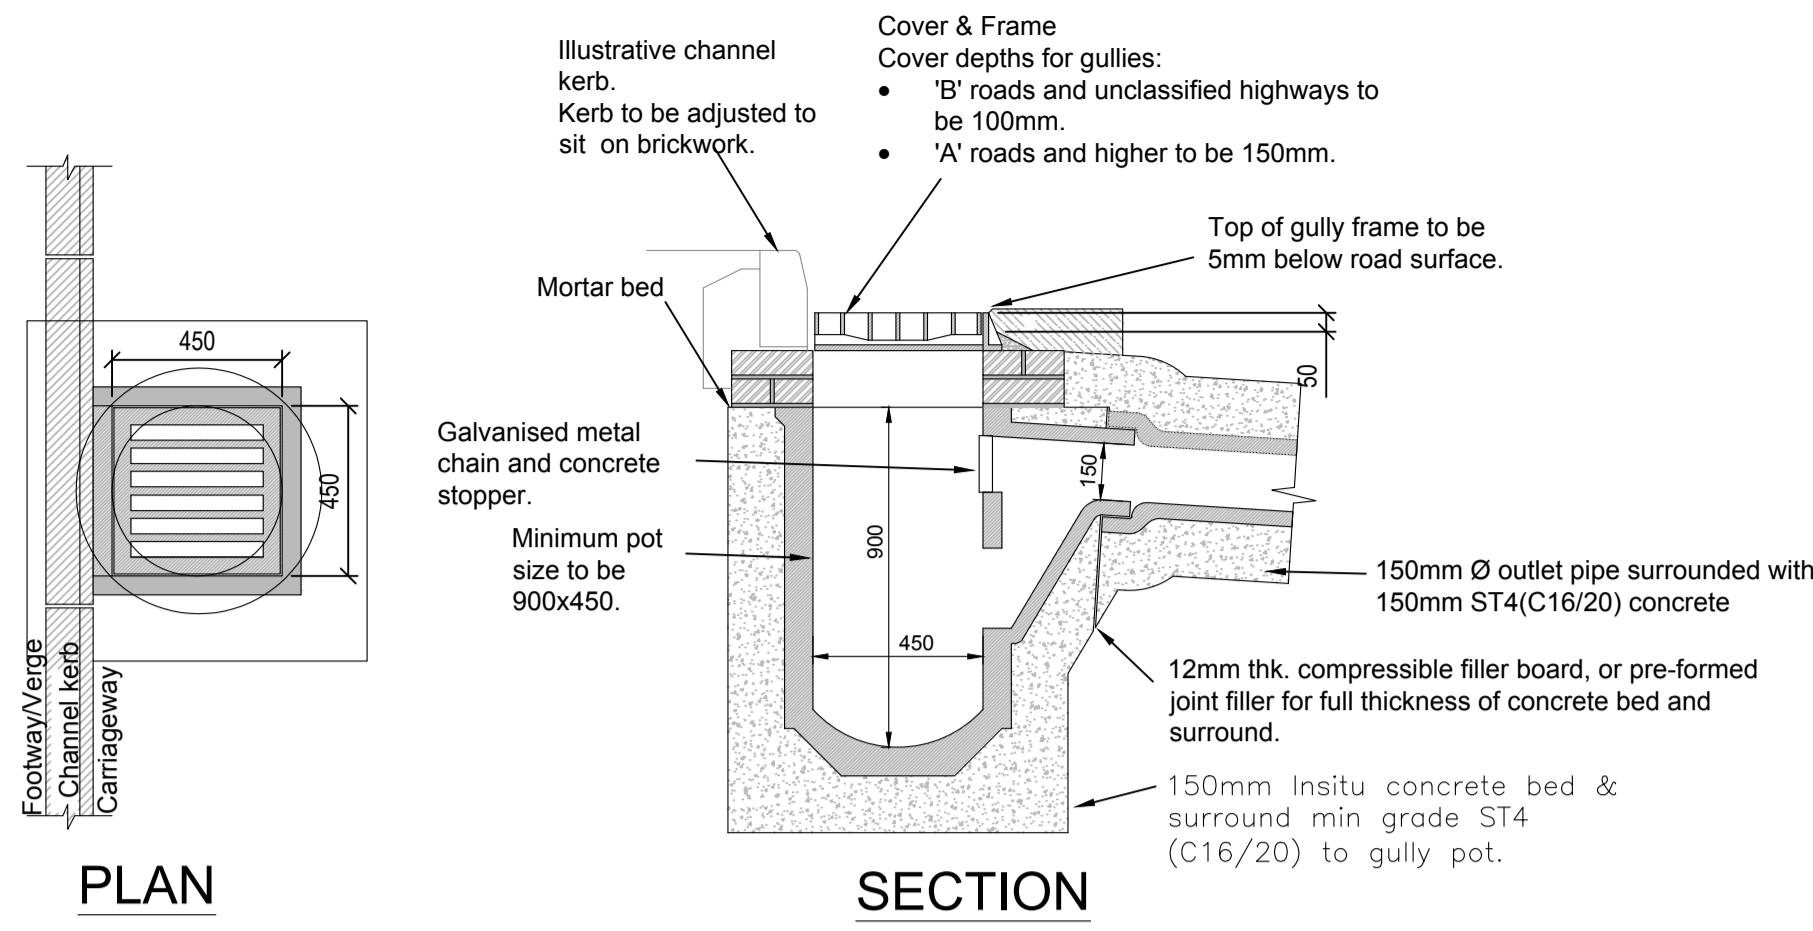 Illustrative channel
kerb.
Kerb to be adjusted to
sit on brickwork.
Cover & Frame
Cover depths for gullies:
• 'B' roads and unclassified highways to
be 100mm.
• 'A' roads and higher to be 150mm.
Top of gully frame to be
5mm below road surface.
Mortar bed
Galvanised metal
chain and concrete
stopper.
Minimum pot
size to be
900x450.
450
450
Footway/Verge
Channel kerb
Carriageway
900
450
150
50
150mm Ø outlet pipe surrounded with
150mm ST4(C16/20) concrete
12mm thk. compressible filler board, or pre-formed
joint filler for full thickness of concrete bed and
surround.
150mm Insitu concrete bed &
surround min grade ST4
(C16/20) to gully pot.
PLAN
SECTION